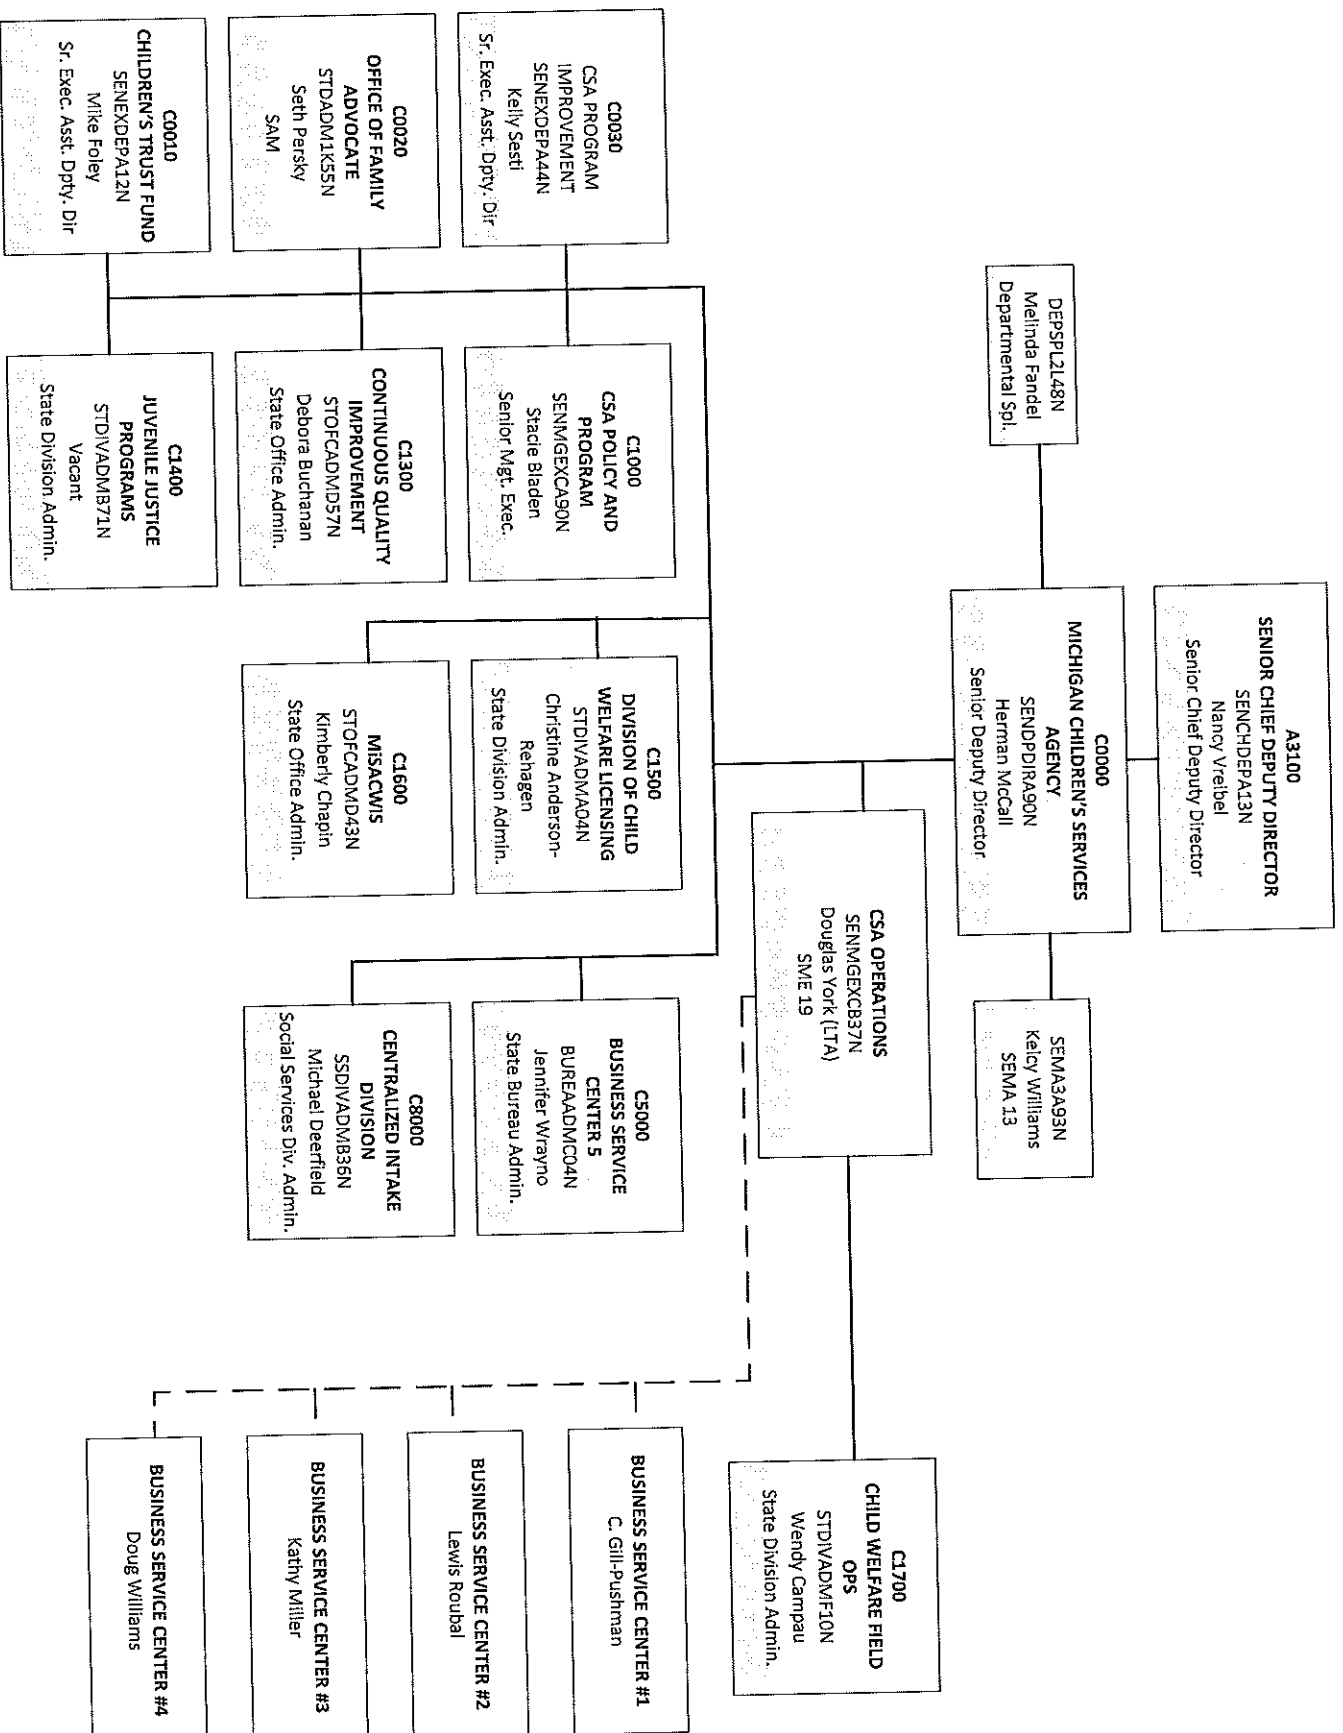 A3100
SENIOR CHIEF DEPUTY DIRECTOR
SENCHDEPA13N
Nancy Vreibel
Senior Chief Deputy Director
C0000
MICHIGAN CHILDREN'S SERVICES
AGENCY
SENDPDIRA90N
Herman McCall
Senior Deputy Director
DEPSPL2L48N
Melinda Fandel
Departmental Spl.
SEMA3A93N
Kelcy Williams
SEMA 13
CSA OPERATIONS
SENMGEXCB37N
Douglas York (LTA)
SME 19
C1700
CHILD WELFARE FIELD
OPS
STDIVADMF10N
Wendy Campau
State Division Admin.
C0030
CSA PROGRAM
IMPROVEMENT
SENEXDEPA44N
Kelly Sesti
Sr. Exec. Asst. Dpty. Dir
C1000
CSA POLICY AND
PROGRAM
SENMGEXCA90N
Stacie Bladen
Senior Mgt. Exec.
C1500
DIVISION OF CHILD
WELFARE LICENSING
STDIVADMA04N
Christine Anderson-
Rehagen
State Division Admin.
C5000
BUSINESS SERVICE
CENTER 5
BUREAADMC04N
Jennifer Wrayno
State Bureau Admin.
BUSINESS SERVICE CENTER #1
C. Gill-Pushman
C0020
OFFICE OF FAMILY
ADVOCATE
STDADM1K55N
Seth Persky
SAM
C1300
CONTINUOUS QUALITY
IMPROVEMENT
STOFCADMD57N
Debora Buchanan
State Office Admin.
C1600
MiSACWIS
STOFCADMD43N
Kimberly Chapin
State Office Admin.
C8000
CENTRALIZED INTAKE
DIVISION
SSDIVADMB36N
Michael Deerfield
Social Services Div. Admin.
BUSINESS SERVICE CENTER #2
Lewis Roubal
BUSINESS SERVICE CENTER #3
Kathy Miller
C0010
CHILDREN'S TRUST FUND
SENEXDEPA12N
Mike Foley
Sr. Exec. Asst. Dpty. Dir
C1400
JUVENILE JUSTICE
PROGRAMS
STDIVADMB71N
Vacant
State Division Admin.
BUSINESS SERVICE CENTER #4
Doug Williams